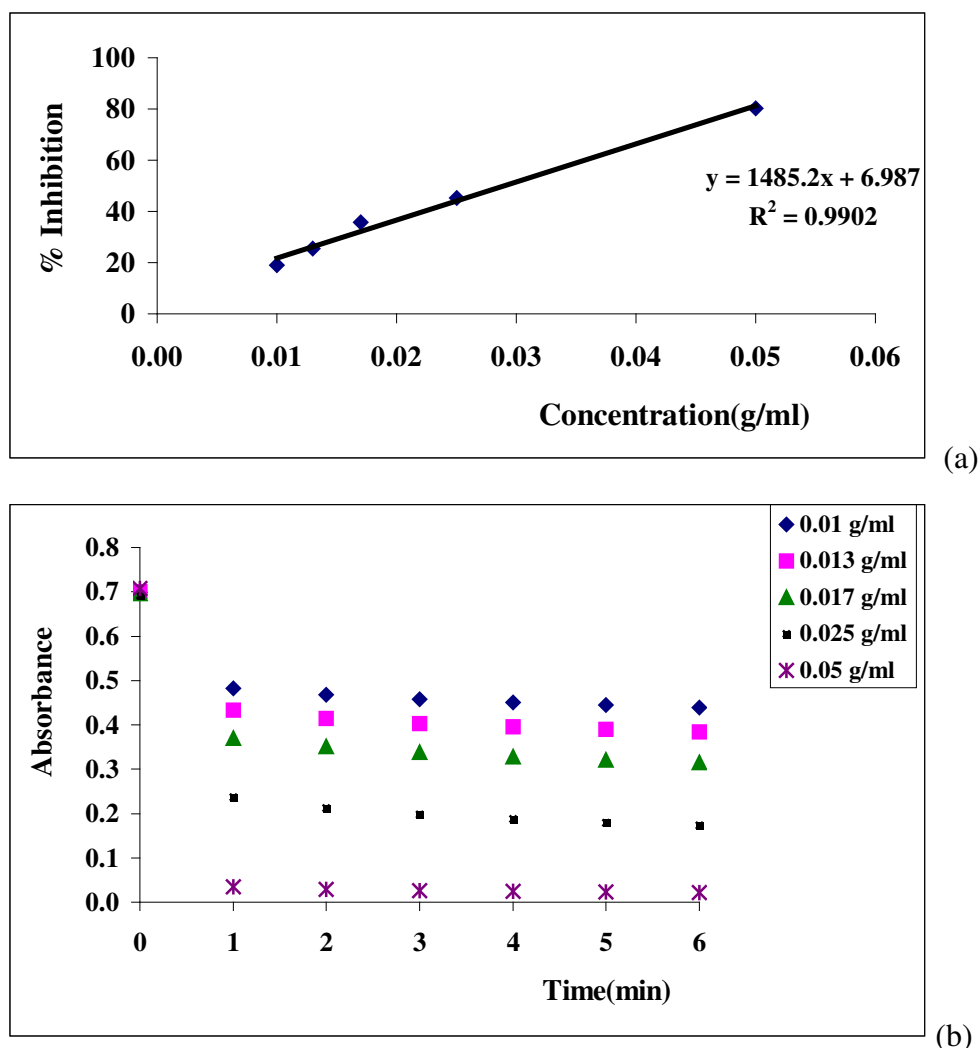 100
80
60
40
20
0
% Inhibition
y = 1485.2x + 6.987
R² = 0.9902
0.00 0.01 0.02 0.03 0.04 0.05 0.06
Concentration(g/ml)
(a)
0.01 g/ml
0.013 g/ml
0.017 g/ml
0.025 g/ml
0.05 g/ml
0.8
0.7
0.6
0.5
0.4
0.3
0.2
0.1
0.0
Absorbance
0 1 2 3 4 5 6
Time(min)
(b)